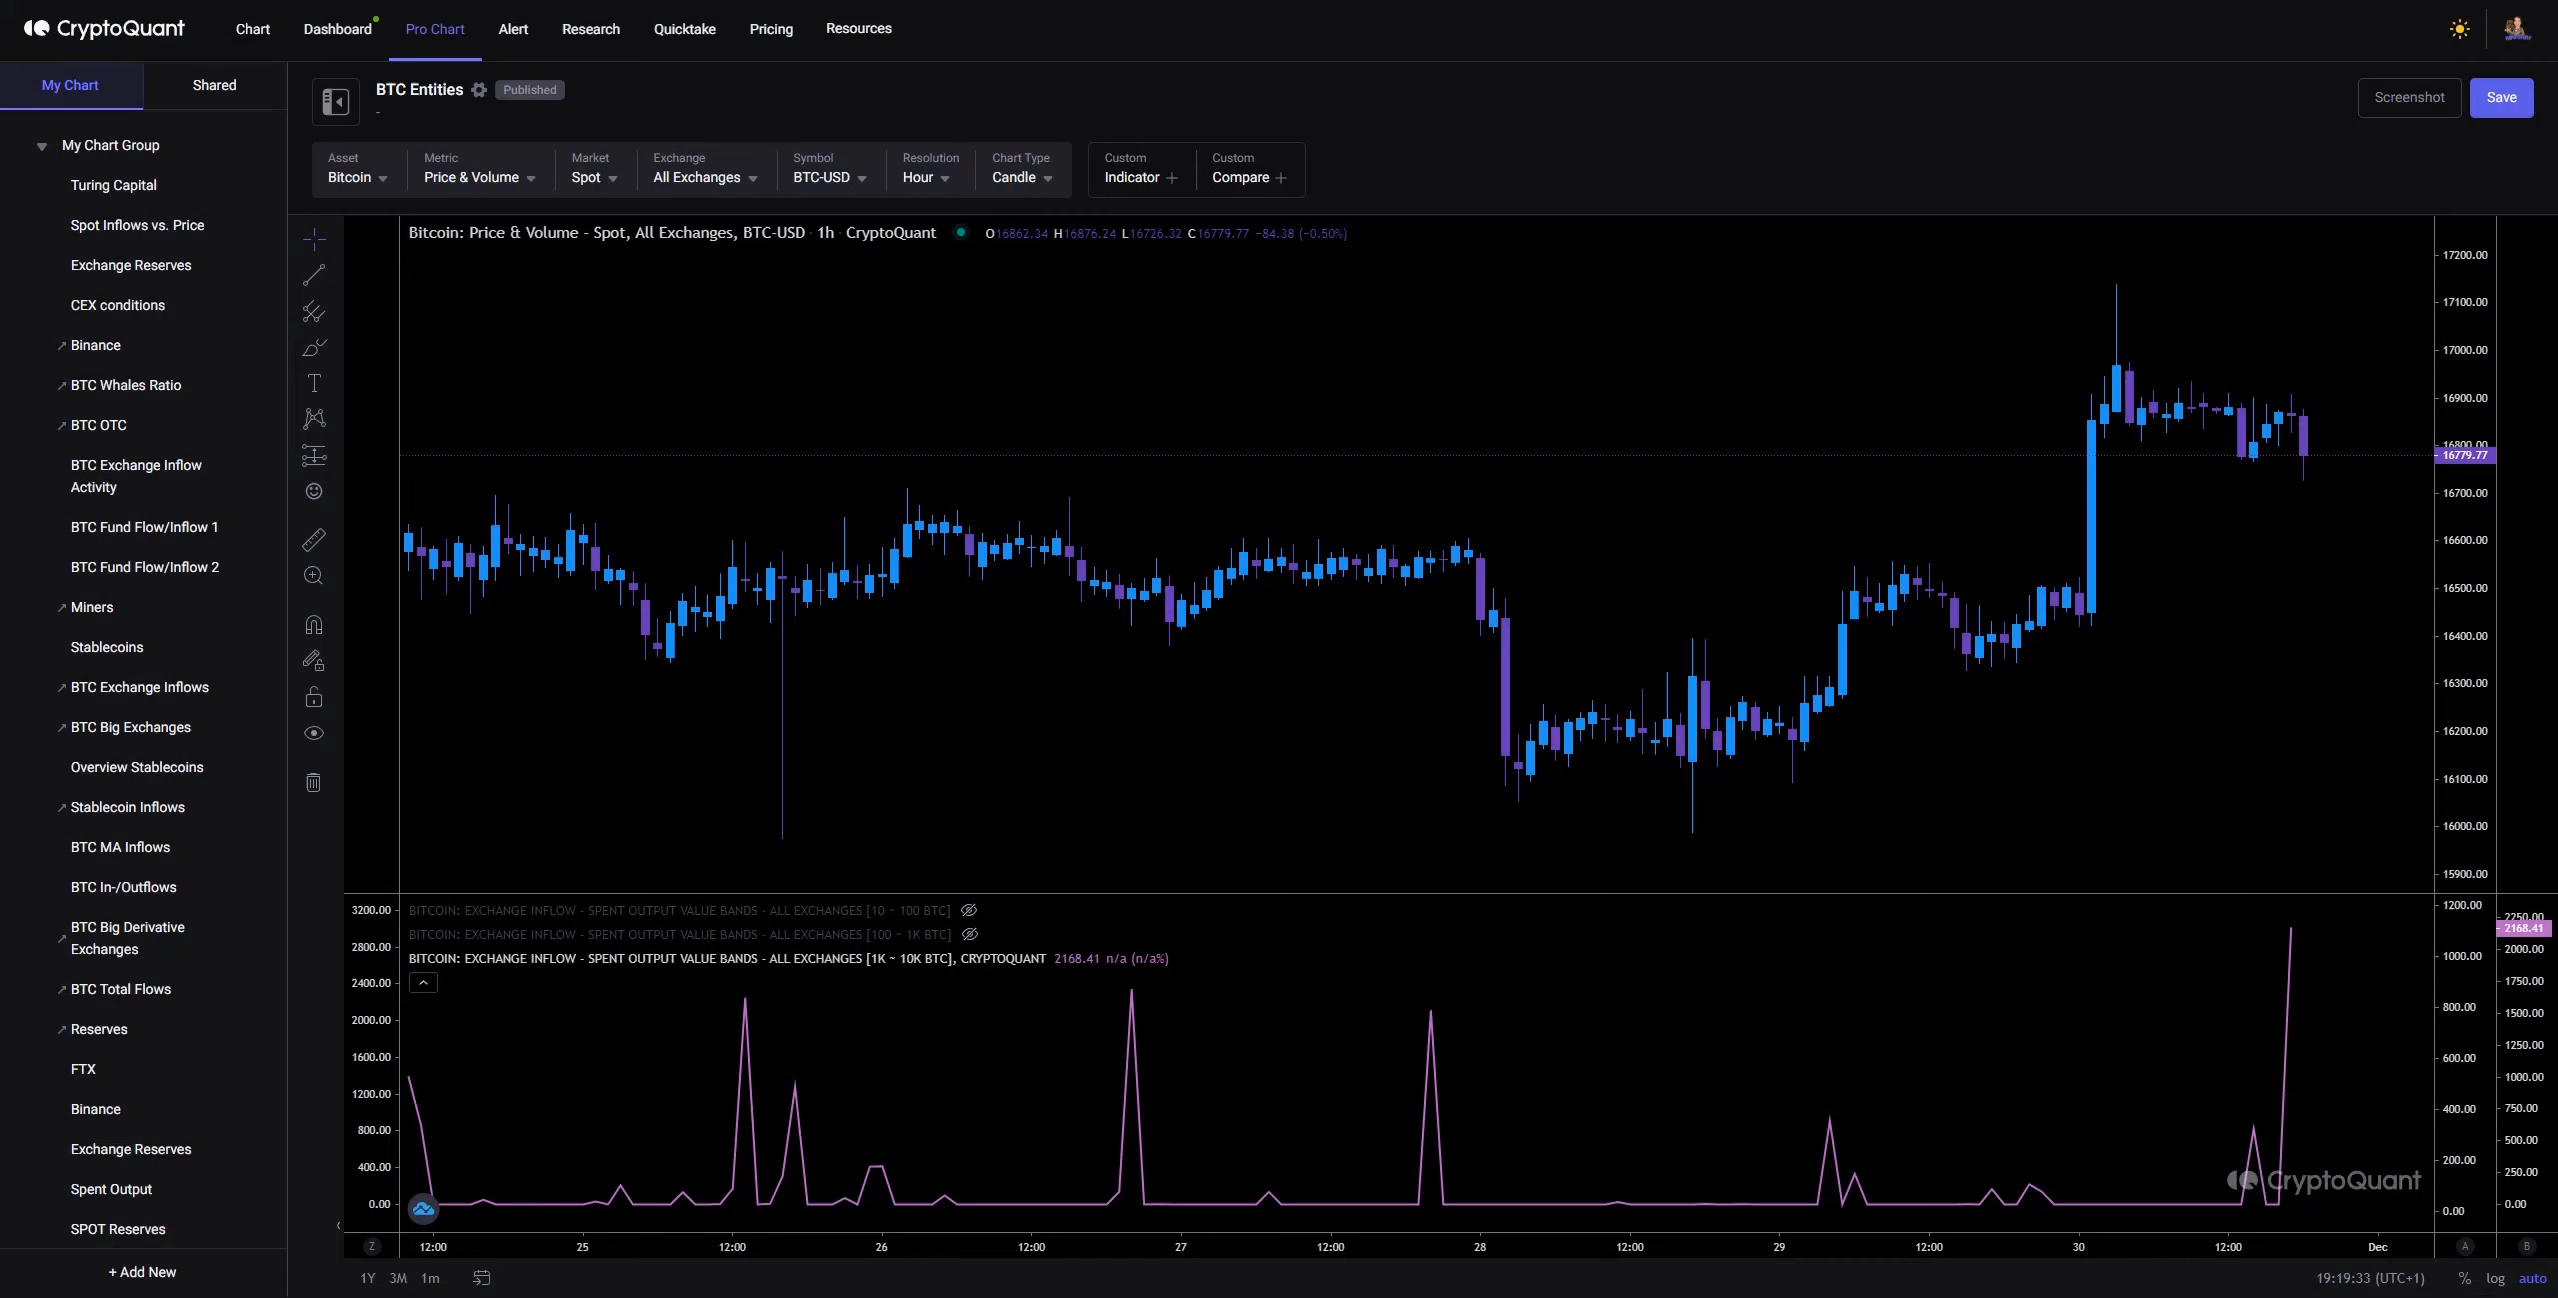 CryptoQuant
Chart
Dashboard
Pro Chart
Alert
Research
Quicktake
Pricing
Resources
My Chart
Shared
My Chart Group
Turing Capital
Spot Inflows vs. Price
Exchange Reserves
CEX conditions
Binance
BTC Whales Ratio
BTC OTC
BTC Exchange Inflow
Activity
BTC Fund Flow/Inflow 1
BTC Fund Flow/Inflow 2
Miners
Stablecoins
BTC Exchange Inflows
BTC Big Exchanges
Overview Stablecoins
Stablecoin Inflows
BTC MA Inflows
BTC In-/Outflows
BTC Big Derivative
Exchanges
BTC Total Flows
Reserves
FTX
Binance
Exchange Reserves
Spent Output
SPOT Reserves
+ Add New
BTC Entities
Published
-
Screenshot
Save
Asset
Bitcoin
Metric
Price & Volume
Market
Spot
Exchange
All Exchanges
Symbol
BTC-USD
Resolution
Hour
Chart Type
Candle
Custom
Indicator +
Custom
Compare +
Bitcoin: Price & Volume - Spot, All Exchanges, BTC-USD · 1h · CryptoQuant
O16862.34 H16876.24 L16726.32 C16779.77 −84.38 (−0.50%)
17200.00
17100.00
17000.00
16900.00
16800.00
16779.77
16700.00
16600.00
16500.00
16400.00
16300.00
16200.00
16100.00
16000.00
15900.00
BITCOIN: EXCHANGE INFLOW - SPENT OUTPUT VALUE BANDS - ALL EXCHANGES [10 ~ 100 BTC]
BITCOIN: EXCHANGE INFLOW - SPENT OUTPUT VALUE BANDS - ALL EXCHANGES [100 ~ 1K BTC]
BITCOIN: EXCHANGE INFLOW - SPENT OUTPUT VALUE BANDS - ALL EXCHANGES [1K ~ 10K BTC], CRYPTOQUANT 2168.41 n/a (n/a%)
3200.00
2800.00
2400.00
2000.00
1600.00
1200.00
800.00
400.00
0.00
1200.00
1000.00
800.00
600.00
400.00
200.00
0.00
2250.00
2168.41
2000.00
1750.00
1500.00
1250.00
1000.00
750.00
500.00
250.00
0.00
CryptoQuant
Z
12:00
25
12:00
26
12:00
27
12:00
28
12:00
29
12:00
30
12:00
Dec
A
B
1Y
3M
1m
19:19:33 (UTC+1)
%
log
auto